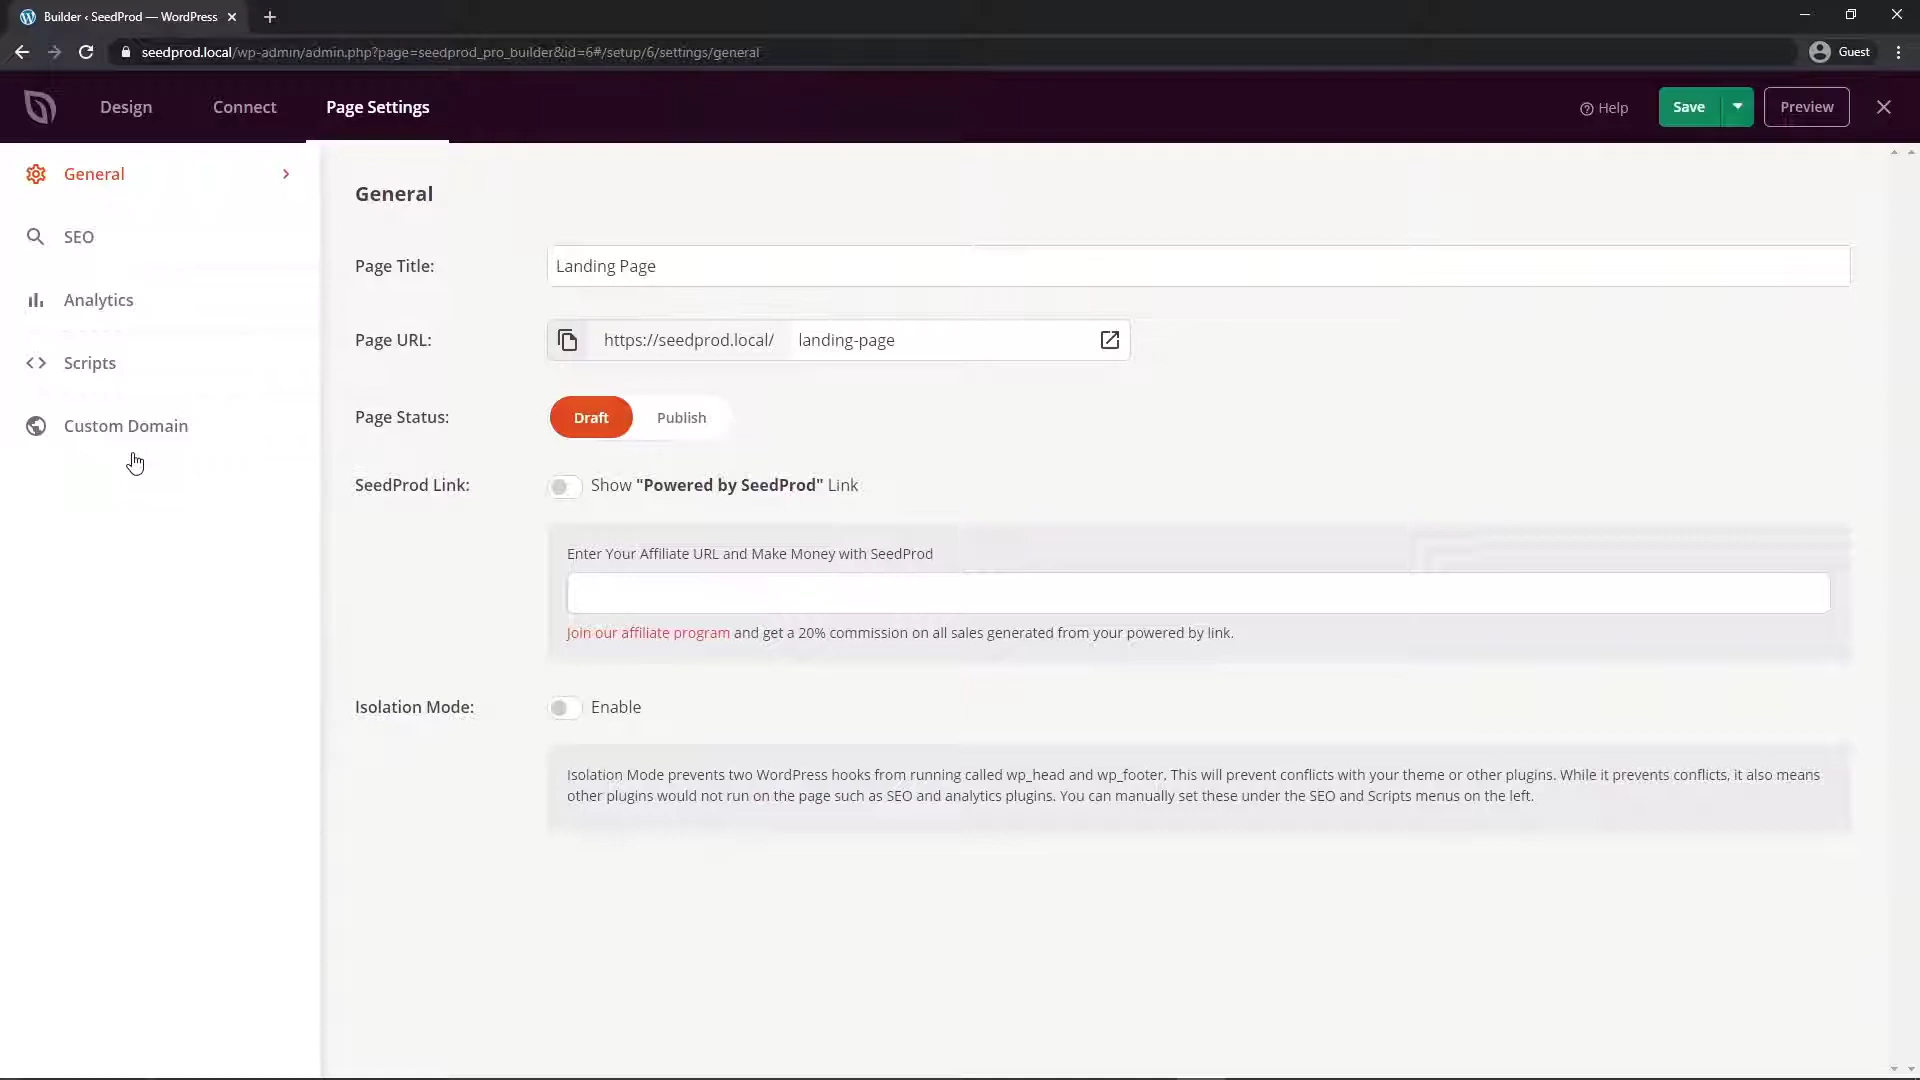 Builder ‹ SeedProd — WordPress
seedprod.local/wp-admin/admin.php?page=seedprod_pro_builder&id=6#/setup/6/settings/general
Guest
Design
Connect
Page Settings
Help
Save
Preview
General
SEO
Analytics
Scripts
Custom Domain
General
Page Title:
Landing Page
Page URL:
https://seedprod.local/
landing-page
Page Status:
Draft
Publish
SeedProd Link:
Show "Powered by SeedProd" Link
Enter Your Affiliate URL and Make Money with SeedProd
Join our affiliate program and get a 20% commission on all sales generated from your powered by link.
Isolation Mode:
Enable
Isolation Mode prevents two WordPress hooks from running called wp_head and wp_footer. This will prevent conflicts with your theme or other plugins. While it prevents conflicts, it also means
other plugins would not run on the page such as SEO and analytics plugins. You can manually set these under the SEO and Scripts menus on the left.